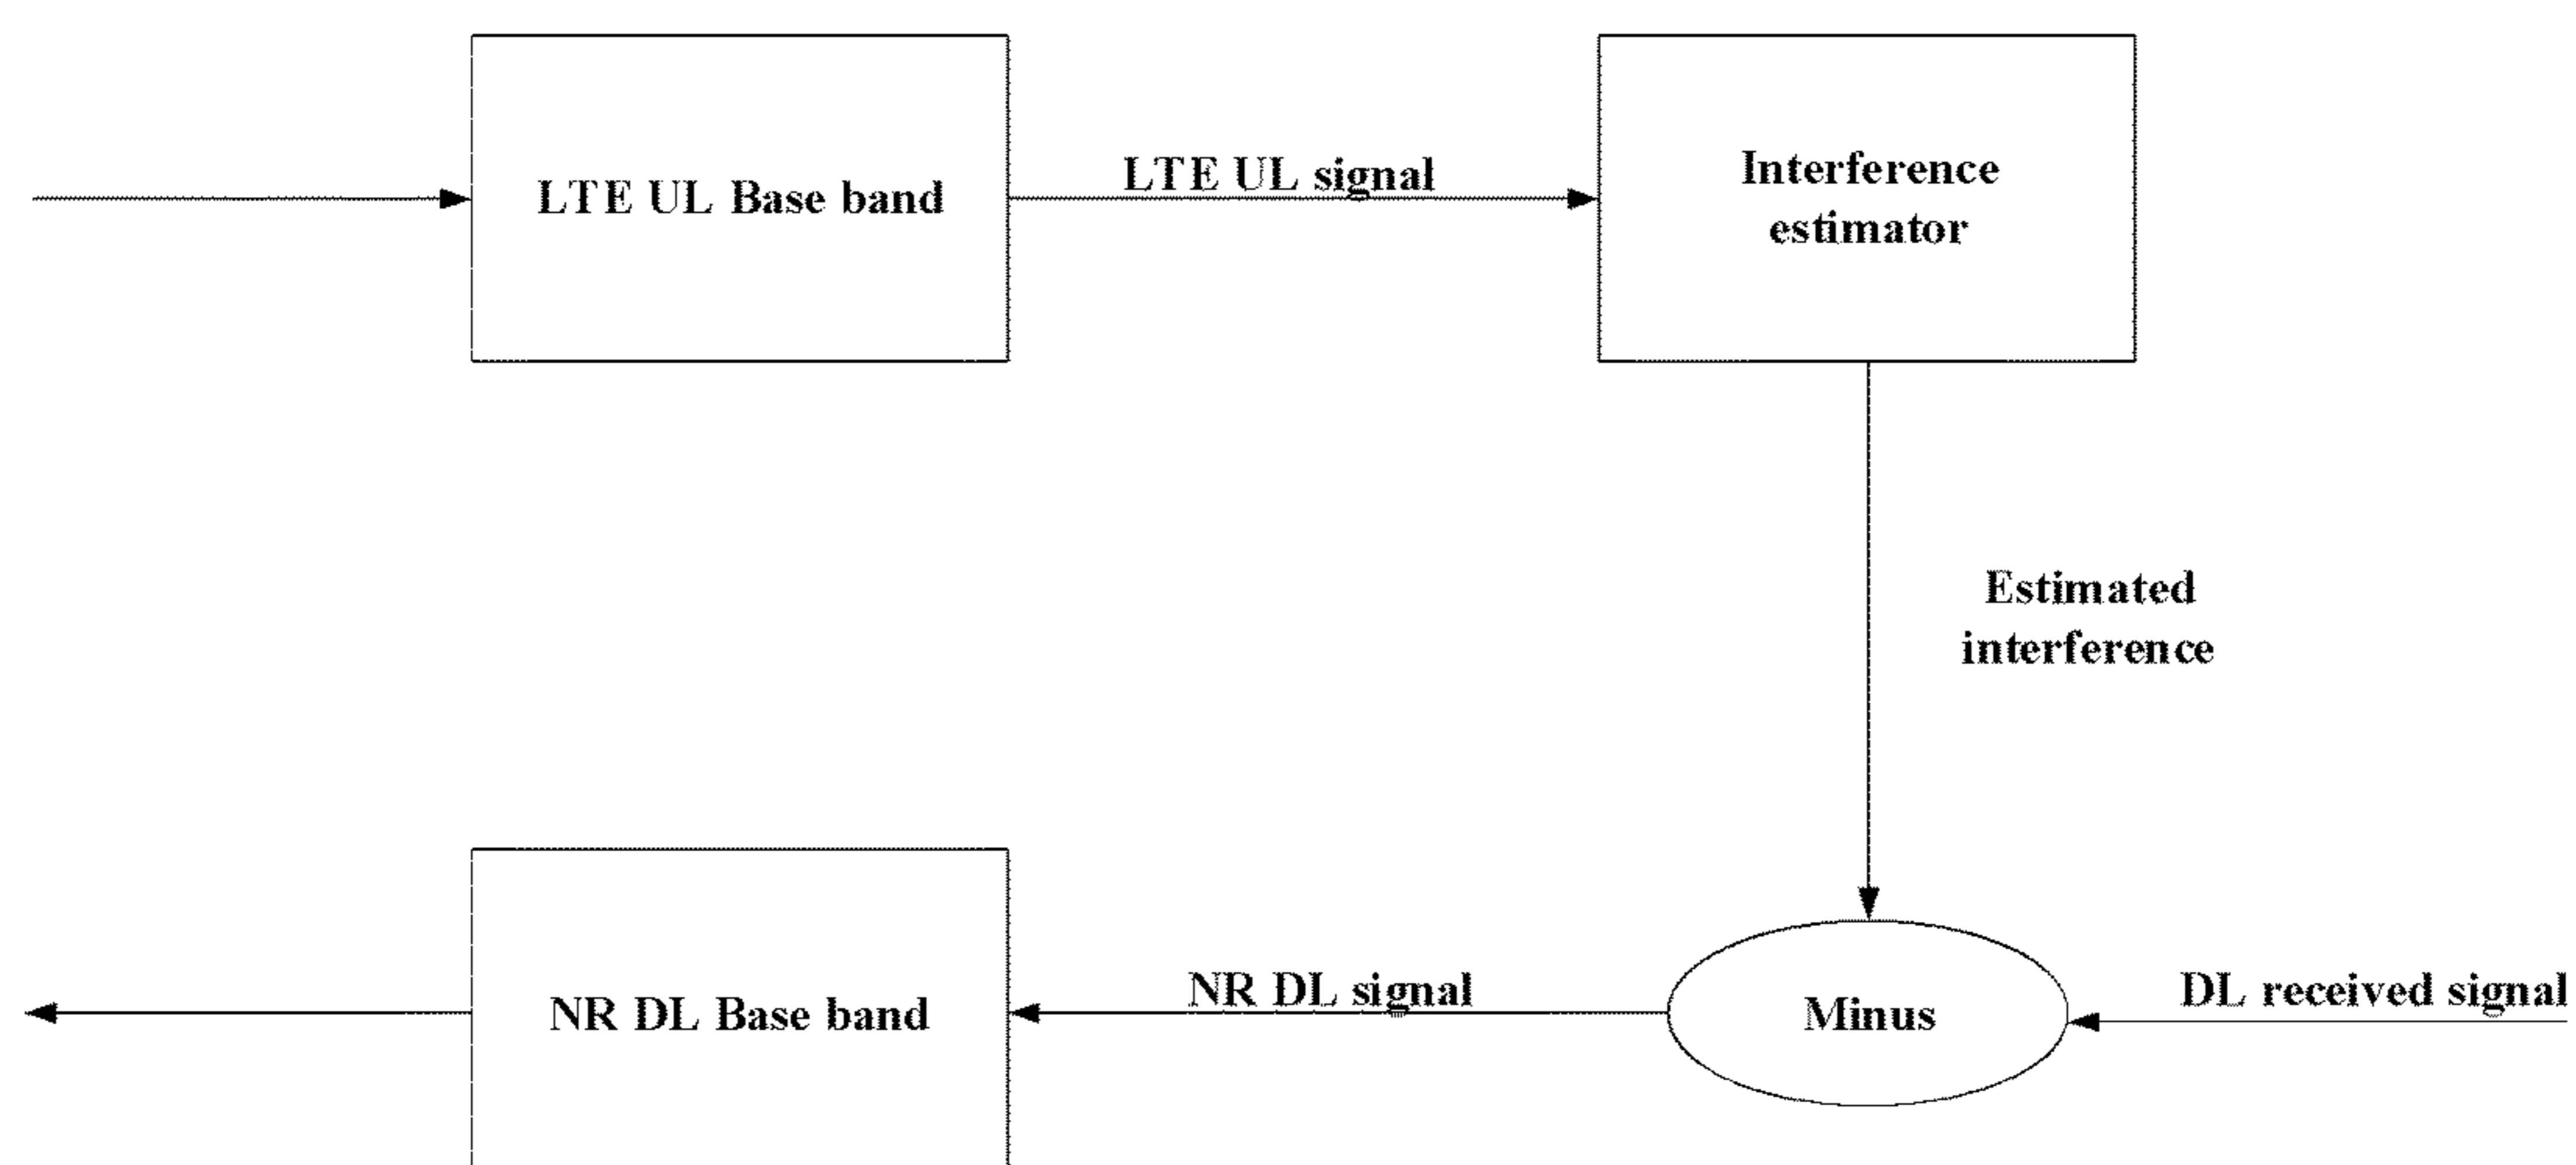 LTE UL Base band
LTE UL signal
Interference
estimator
Estimated
interference
NR DL Base band
NR DL signal
Minus
DL received signal